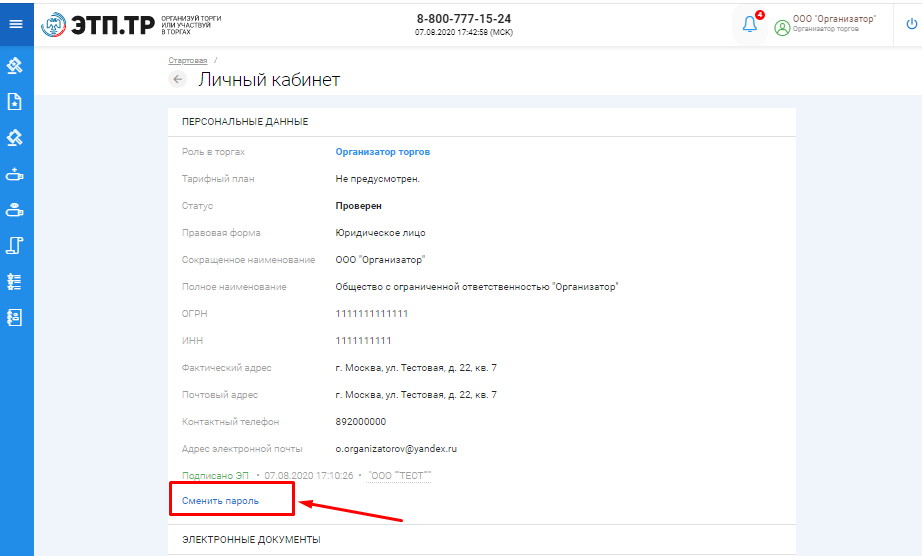 ЭТП.ТР
ОРГАНИЗУЙ ТОРГИ
ИЛИ УЧАСТВУЙ
В ТОРГАХ
8-800-777-15-24
07.08.2020 17:42:58 (МСК)
4
ООО "Организатор"
Организатор торгов
Стартовая /
Личный кабинет
ПЕРСОНАЛЬНЫЕ ДАННЫЕ
Роль в торгах Организатор торгов
Тарифный план Не предусмотрен.
Статус Проверен
Правовая форма Юридическое лицо
Сокращенное наименование ООО "Организатор"
Полное наименование Общество с ограниченной ответственностью "Организатор"
ОГРН 1111111111111
ИНН 1111111111
Фактический адрес г. Москва, ул. Тестовая, д. 22, кв. 7
Почтовый адрес г. Москва, ул. Тестовая, д. 22, кв. 7
Контактный телефон 892000000
Адрес электронной почты o.organizatorov@yandex.ru
Подписано ЭП • 07.08.2020 17:10:26 • "ООО ""ТЕСТ"""
Сменить пароль
ЭЛЕКТРОННЫЕ ДОКУМЕНТЫ